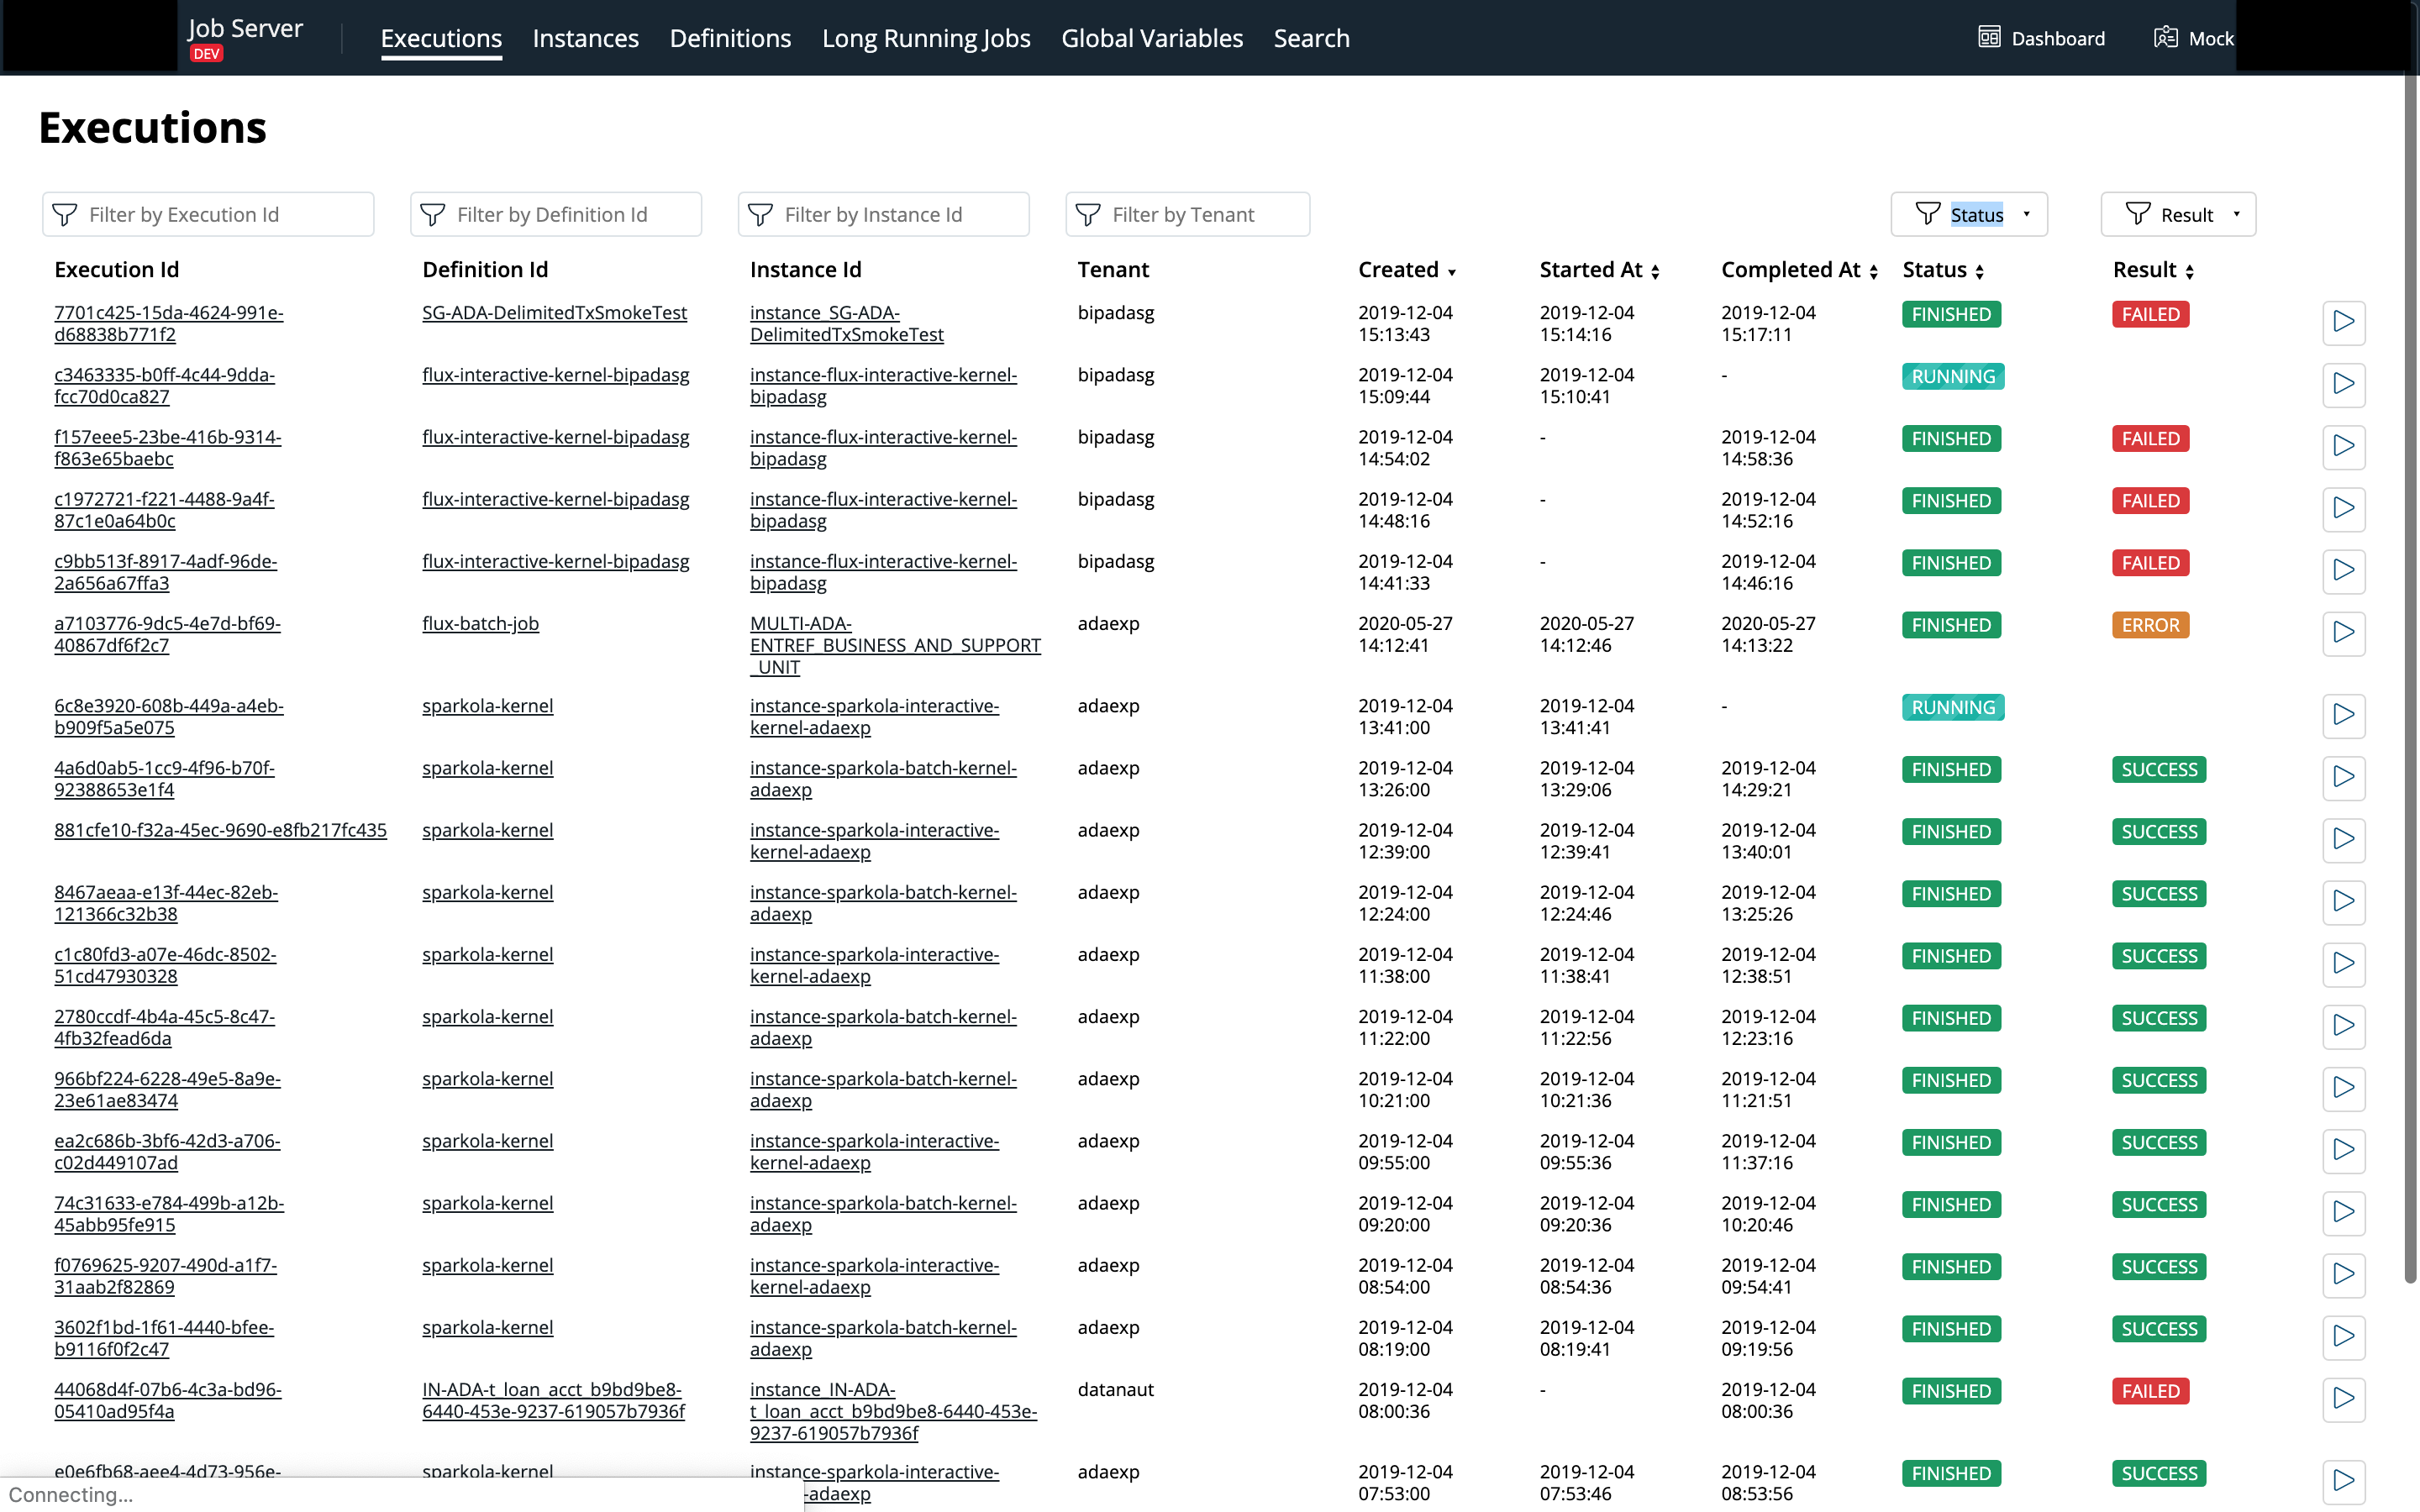 Job Server
DEV
Executions Instances Definitions Long Running Jobs Global Variables Search
Dashboard Mock
Executions
Filter by Execution Id Filter by Definition Id Filter by Instance Id Filter by Tenant Status Result
Execution Id Definition Id Instance Id Tenant Created Started At Completed At Status Result
7701c425-15da-4624-991e- SG-ADA-DelimitedTxSmokeTest instance_SG-ADA- bipadasg 2019-12-04 2019-12-04 2019-12-04 FINISHED FAILED
d68838b771f2 DelimitedTxSmokeTest 15:13:43 15:14:16 15:17:11
c3463335-b0ff-4c44-9dda- flux-interactive-kernel-bipadasg instance-flux-interactive-kernel- bipadasg 2019-12-04 2019-12-04 - RUNNING
fcc70d0ca827 bipadasg 15:09:44 15:10:41
f157eee5-23be-416b-9314- flux-interactive-kernel-bipadasg instance-flux-interactive-kernel- bipadasg 2019-12-04 - 2019-12-04 FINISHED FAILED
f863e65baebc bipadasg 14:54:02 14:58:36
c1972721-f221-4488-9a4f- flux-interactive-kernel-bipadasg instance-flux-interactive-kernel- bipadasg 2019-12-04 - 2019-12-04 FINISHED FAILED
87c1e0a64b0c bipadasg 14:48:16 14:52:16
c9bb513f-8917-4adf-96de- flux-interactive-kernel-bipadasg instance-flux-interactive-kernel- bipadasg 2019-12-04 - 2019-12-04 FINISHED FAILED
2a656a67ffa3 bipadasg 14:41:33 14:46:16
a7103776-9dc5-4e7d-bf69- flux-batch-job MULTI-ADA- adaexp 2020-05-27 2020-05-27 2020-05-27 FINISHED ERROR
40867df6f2c7 ENTREF_BUSINESS_AND_SUPPORT 14:12:41 14:12:46 14:13:22
_UNIT
6c8e3920-608b-449a-a4eb- sparkola-kernel instance-sparkola-interactive- adaexp 2019-12-04 2019-12-04 - RUNNING
b909f5a5e075 kernel-adaexp 13:41:00 13:41:41
4a6d0ab5-1cc9-4f96-b70f- sparkola-kernel instance-sparkola-batch-kernel- adaexp 2019-12-04 2019-12-04 2019-12-04 FINISHED SUCCESS
92388653e1f4 adaexp 13:26:00 13:29:06 14:29:21
881cfe10-f32a-45ec-9690-e8fb217fc435 sparkola-kernel instance-sparkola-interactive- adaexp 2019-12-04 2019-12-04 2019-12-04 FINISHED SUCCESS
kernel-adaexp 12:39:00 12:39:41 13:40:01
8467aeaa-e13f-44ec-82eb- sparkola-kernel instance-sparkola-batch-kernel- adaexp 2019-12-04 2019-12-04 2019-12-04 FINISHED SUCCESS
121366c32b38 adaexp 12:24:00 12:24:46 13:25:26
c1c80fd3-a07e-46dc-8502- sparkola-kernel instance-sparkola-interactive- adaexp 2019-12-04 2019-12-04 2019-12-04 FINISHED SUCCESS
51cd47930328 kernel-adaexp 11:38:00 11:38:41 12:38:51
2780ccdf-4b4a-45c5-8c47- sparkola-kernel instance-sparkola-batch-kernel- adaexp 2019-12-04 2019-12-04 2019-12-04 FINISHED SUCCESS
4fb32fead6da adaexp 11:22:00 11:22:56 12:23:16
966bf224-6228-49e5-8a9e- sparkola-kernel instance-sparkola-batch-kernel- adaexp 2019-12-04 2019-12-04 2019-12-04 FINISHED SUCCESS
23e61ae83474 adaexp 10:21:00 10:21:36 11:21:51
ea2c686b-3bf6-42d3-a706- sparkola-kernel instance-sparkola-interactive- adaexp 2019-12-04 2019-12-04 2019-12-04 FINISHED SUCCESS
c02d449107ad kernel-adaexp 09:55:00 09:55:36 11:37:16
74c31633-e784-499b-a12b- sparkola-kernel instance-sparkola-batch-kernel- adaexp 2019-12-04 2019-12-04 2019-12-04 FINISHED SUCCESS
45abb95fe915 adaexp 09:20:00 09:20:36 10:20:46
f0769625-9207-490d-a1f7- sparkola-kernel instance-sparkola-interactive- adaexp 2019-12-04 2019-12-04 2019-12-04 FINISHED SUCCESS
31aab2f82869 kernel-adaexp 08:54:00 08:54:36 09:54:41
3602f1bd-1f61-4440-bfee- sparkola-kernel instance-sparkola-batch-kernel- adaexp 2019-12-04 2019-12-04 2019-12-04 FINISHED SUCCESS
b9116f0f2c47 adaexp 08:19:00 08:19:41 09:19:56
44068d4f-07b6-4c3a-bd96- IN-ADA-t_loan_acct_b9bd9be8- instance_IN-ADA- datanaut 2019-12-04 - 2019-12-04 FINISHED FAILED
05410ad95f4a 6440-453e-9237-619057b7936f t_loan_acct_b9bd9be8-6440-453e- 08:00:36 08:00:36
9237-619057b7936f
e0e6fb68-aee4-4d73-956e- sparkola-kernel instance-sparkola-interactive- adaexp 2019-12-04 2019-12-04 2019-12-04 FINISHED SUCCESS
Connecting... -adaexp 07:53:00 07:53:46 08:53:56